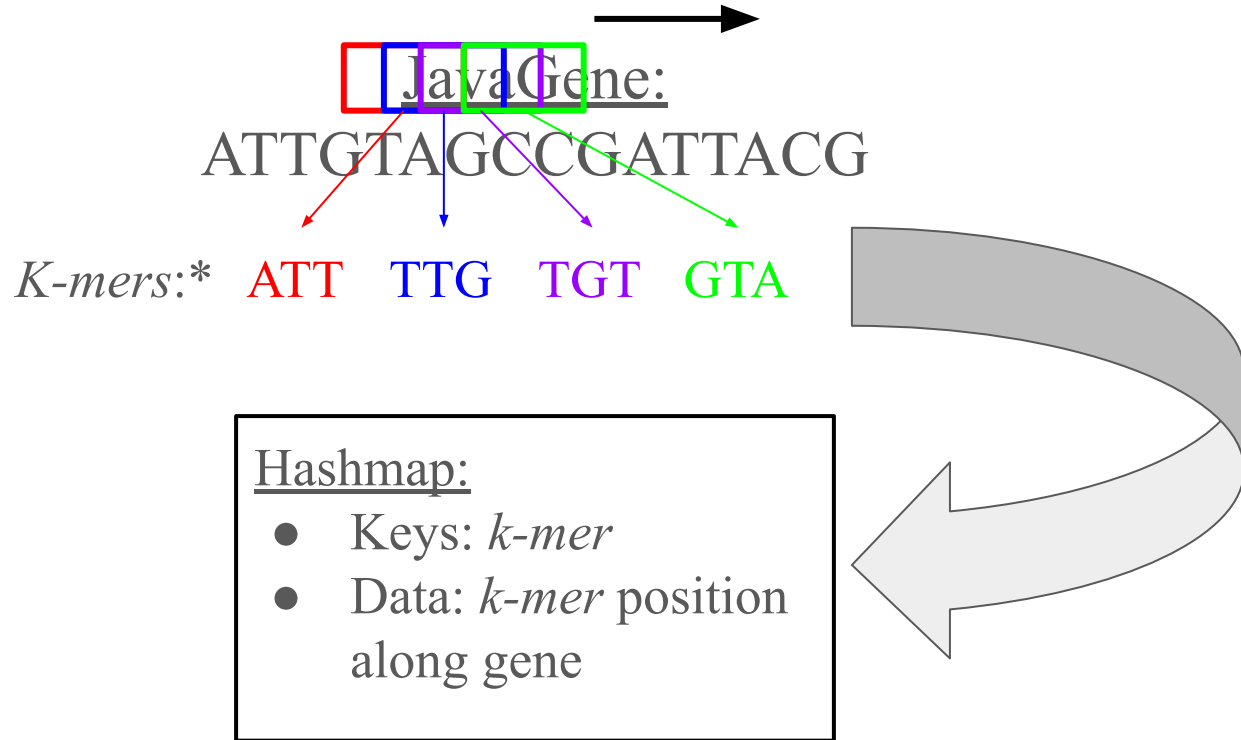 JavaGene:
ATTGTAGCCGATTACG
K-mers:* ATT TTG TGT GTA
Hashmap:
● Keys: k-mer
● Data: k-mer position
along gene